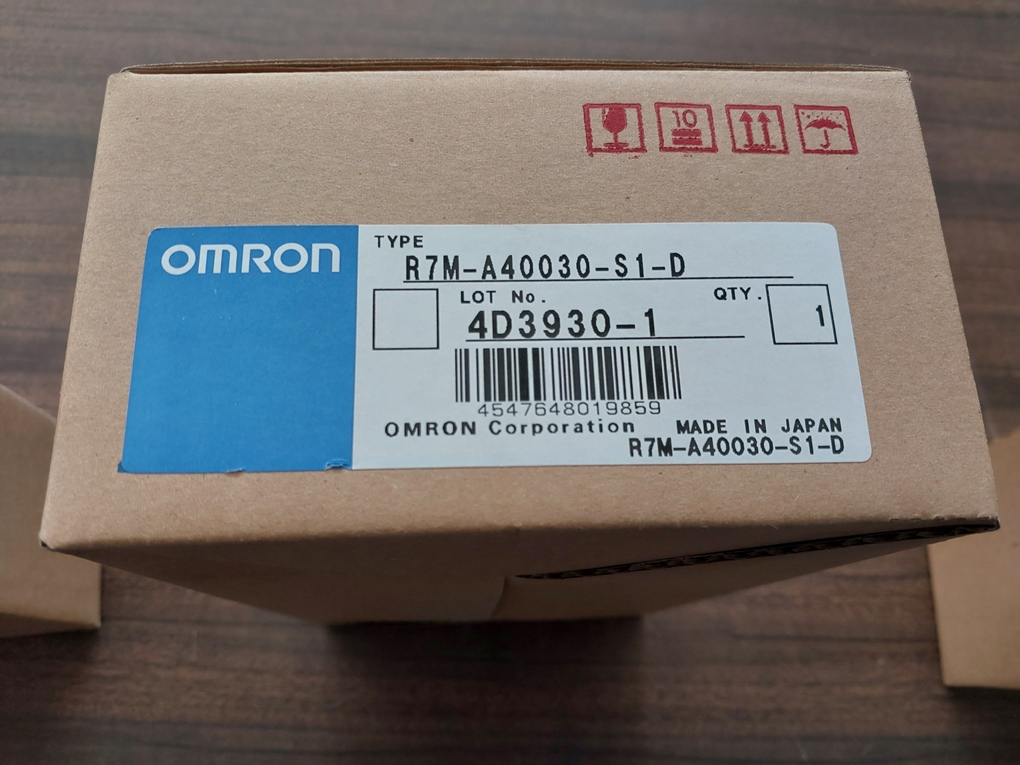 10
OMRON
TYPE
R7M-A40030-S1-D
LOT No.
QTY.
4D3930-1
1
4547648019859
OMRON Corporation
MADE IN JAPAN
R7M-A40030-S1-D